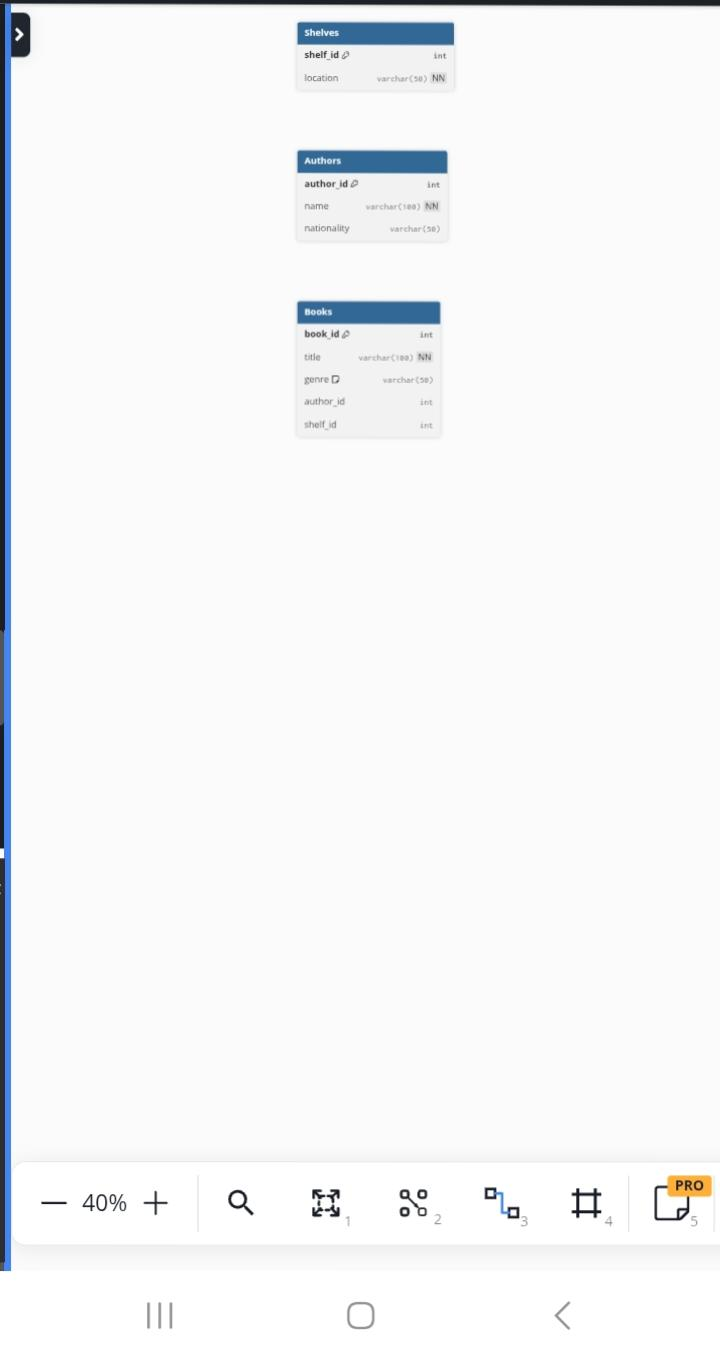 Shelves
shelf_id int
location varchar(50) NN
Authors
author_id int
name varchar(100) NN
nationality varchar(50)
Books
book_id int
title varchar(100) NN
genre varchar(50)
author_id int
shelf_id int
40%
1
2
3
4
PRO
5